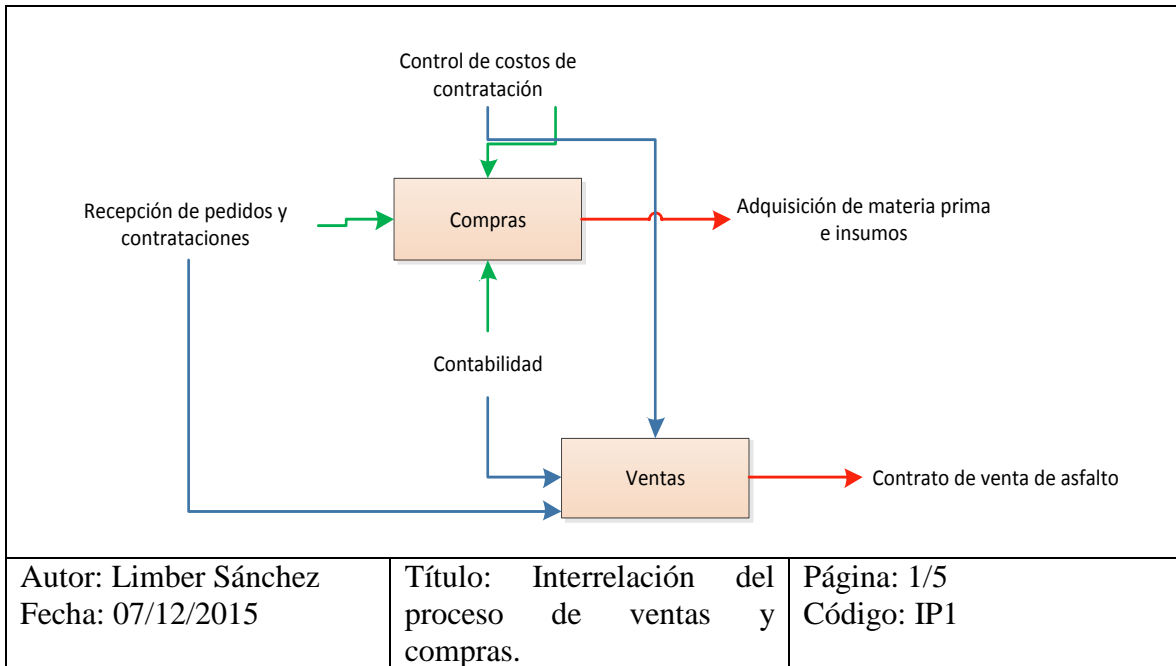 Control de costos de
contratación
Recepción de pedidos y
contrataciones
Compras
Adquisición de materia prima
e insumos
Contabilidad
Ventas
Contrato de venta de asfalto
Autor: Limber Sánchez
Fecha: 07/12/2015
Título: Interrelación del
proceso de ventas y
compras.
Página: 1/5
Código: IP1